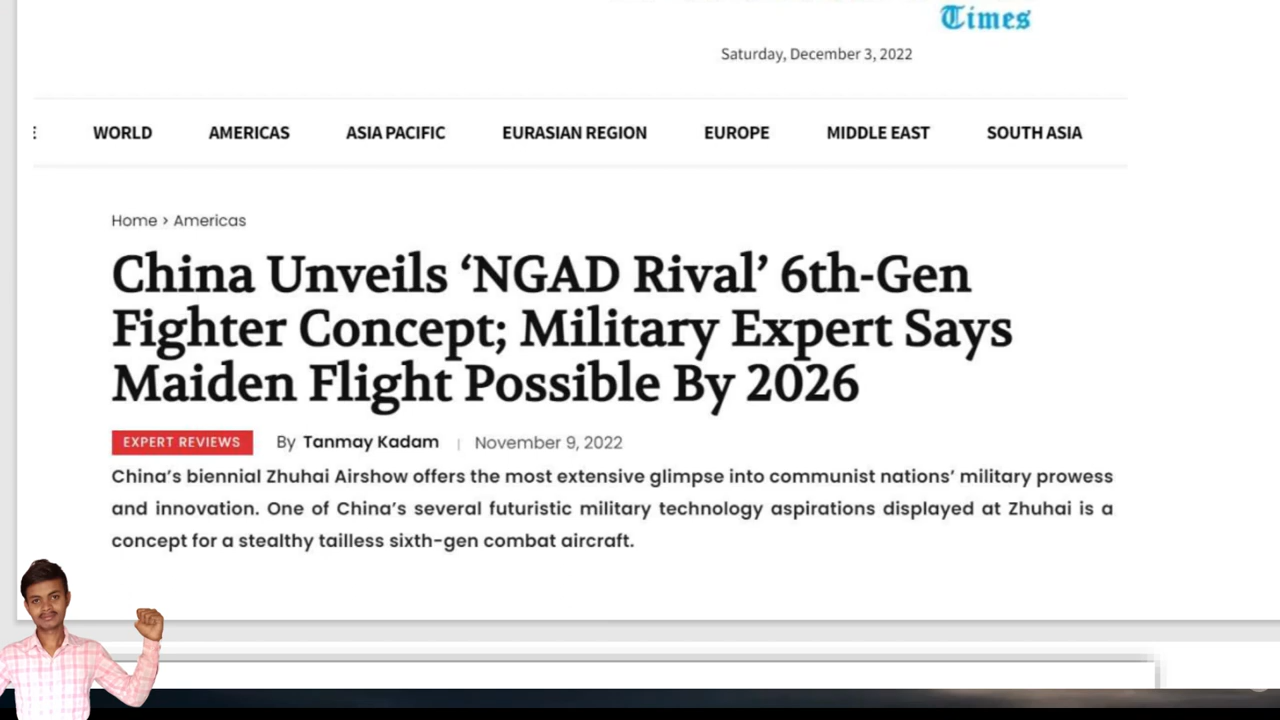 Times
Saturday, December 3, 2022
WORLD AMERICAS ASIA PACIFIC EURASIAN REGION EUROPE MIDDLE EAST SOUTH ASIA
Home > Americas
China Unveils ‘NGAD Rival’ 6th-Gen
Fighter Concept; Military Expert Says
Maiden Flight Possible By 2026
EXPERT REVIEWS By Tanmay Kadam | November 9, 2022
China’s biennial Zhuhai Airshow offers the most extensive glimpse into communist nations’ military prowess
and innovation. One of China’s several futuristic military technology aspirations displayed at Zhuhai is a
concept for a stealthy tailless sixth-gen combat aircraft.